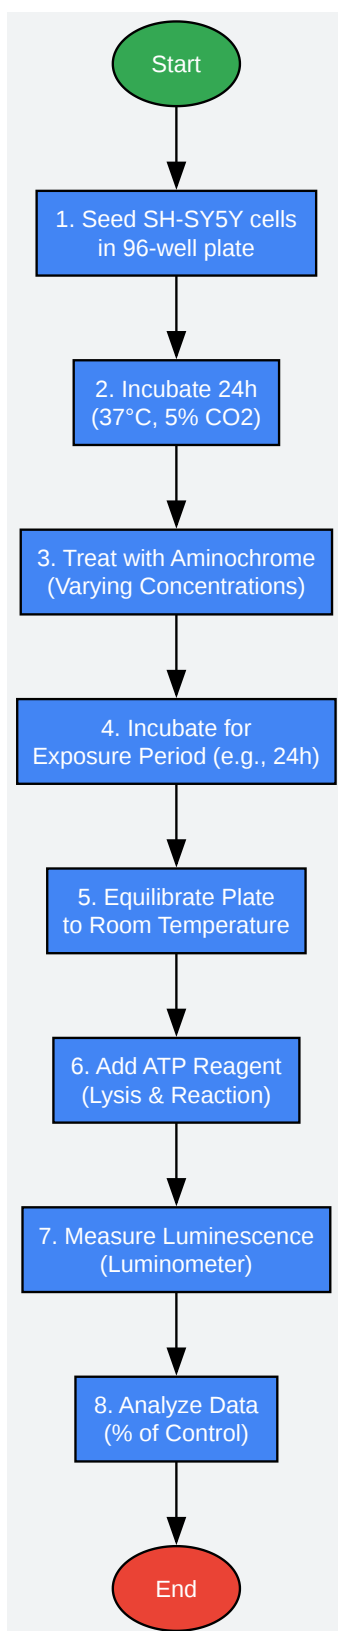 Start
1. Seed SH-SY5Y cells
in 96-well plate
2. Incubate 24h
(37°C, 5% CO2)
3. Treat with Aminochrome
(Varying Concentrations)
4. Incubate for
Exposure Period (e.g., 24h)
5. Equilibrate Plate
to Room Temperature
6. Add ATP Reagent
(Lysis & Reaction)
7. Measure Luminescence
(Luminometer)
8. Analyze Data
(% of Control)
End